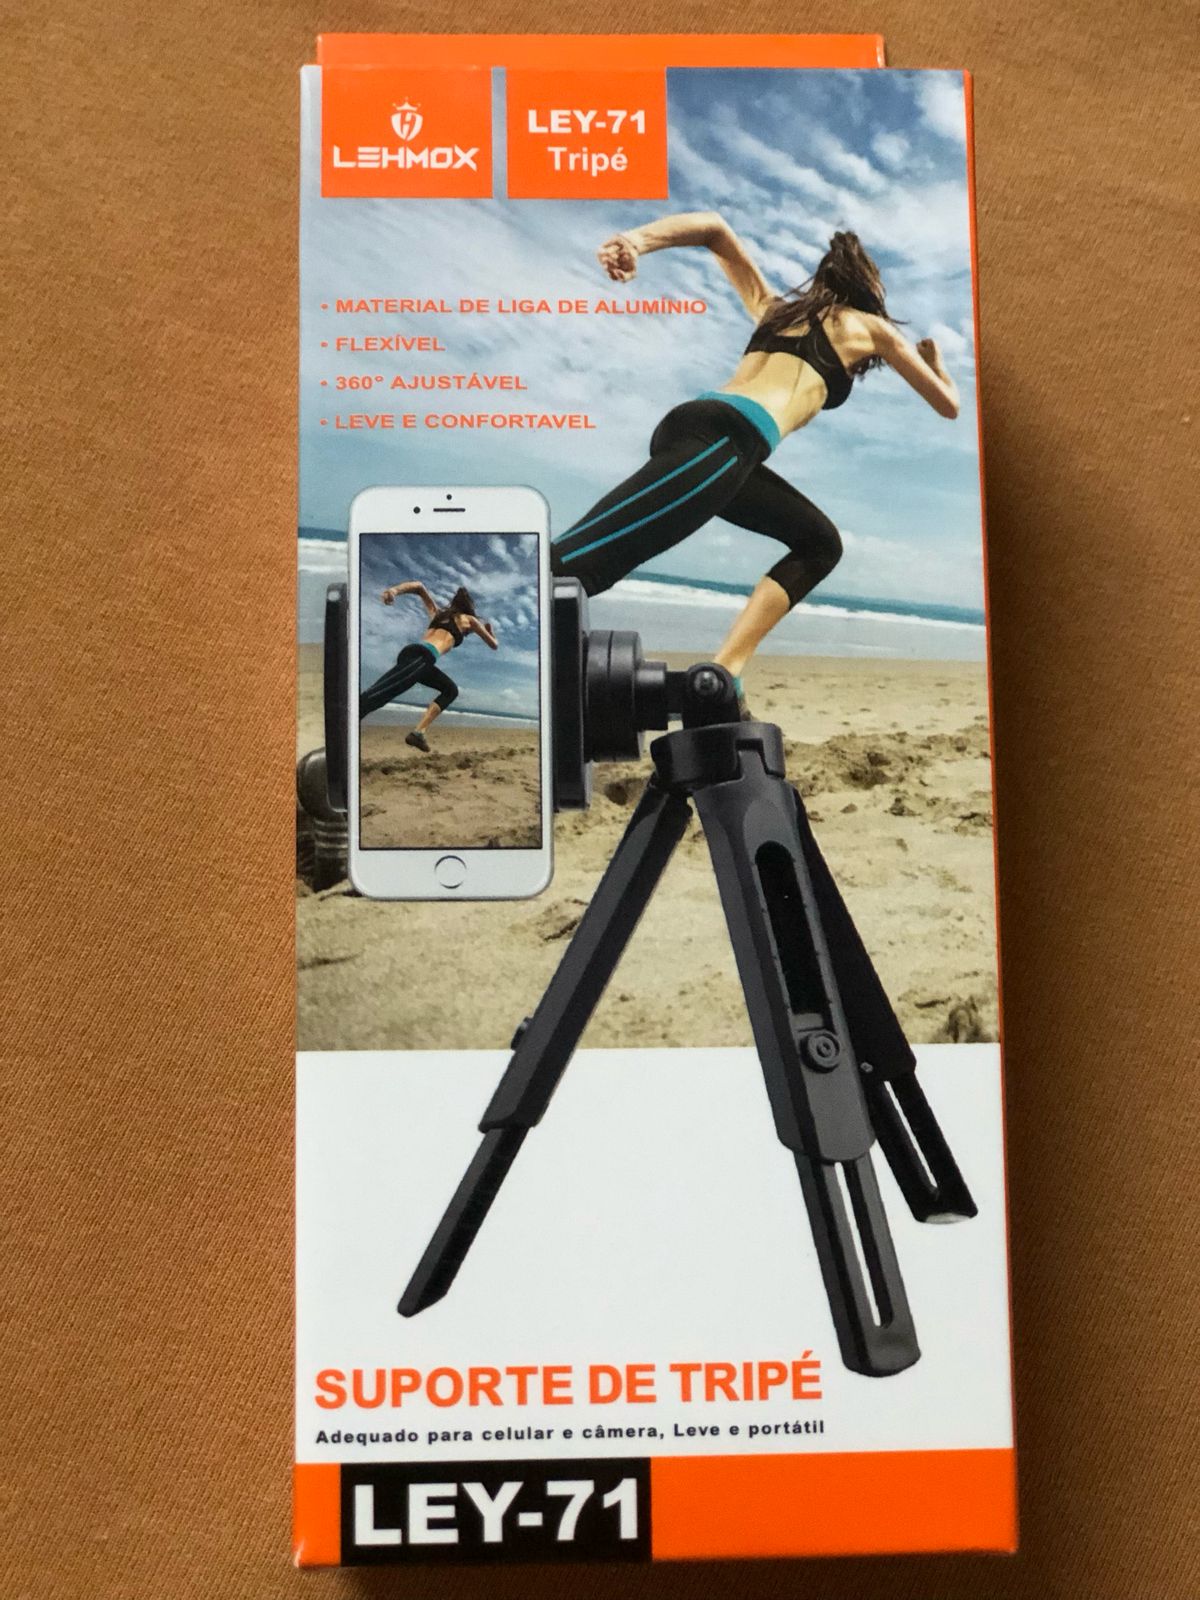 LEHMOX
LEY-71
Tripé
• MATERIAL DE LIGA DE ALUMÍNIO
• FLEXÍVEL
• 360° AJUSTÁVEL
• LEVE E CONFORTAVEL
SUPORTE DE TRIPÉ
Adequado para celular e câmera, Leve e portátil
LEY-71